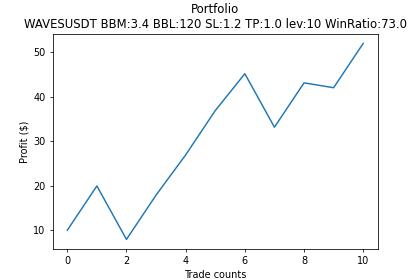 Portfolio
WAVESUSDT BBM:3.4 BBL:120 SL:1.2 TP:1.0 lev:10 WinRatio:73.0
50
40
30
20
10
Profit ($)
0 2 4 6 8 10
Trade counts